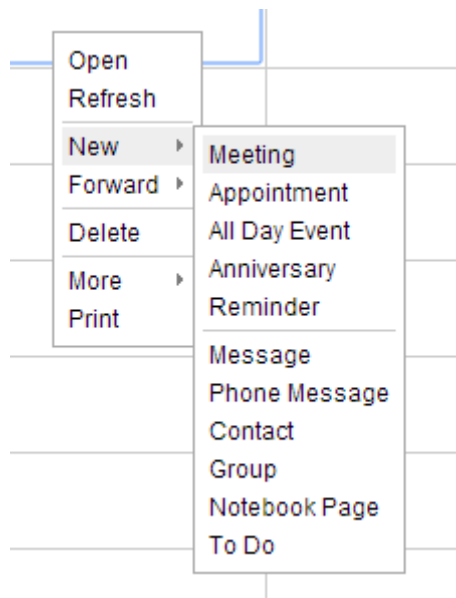 Open
Refresh
New
Forward
Delete
More
Print
Meeting
Appointment
All Day Event
Anniversary
Reminder
Message
Phone Message
Contact
Group
Notebook Page
To Do